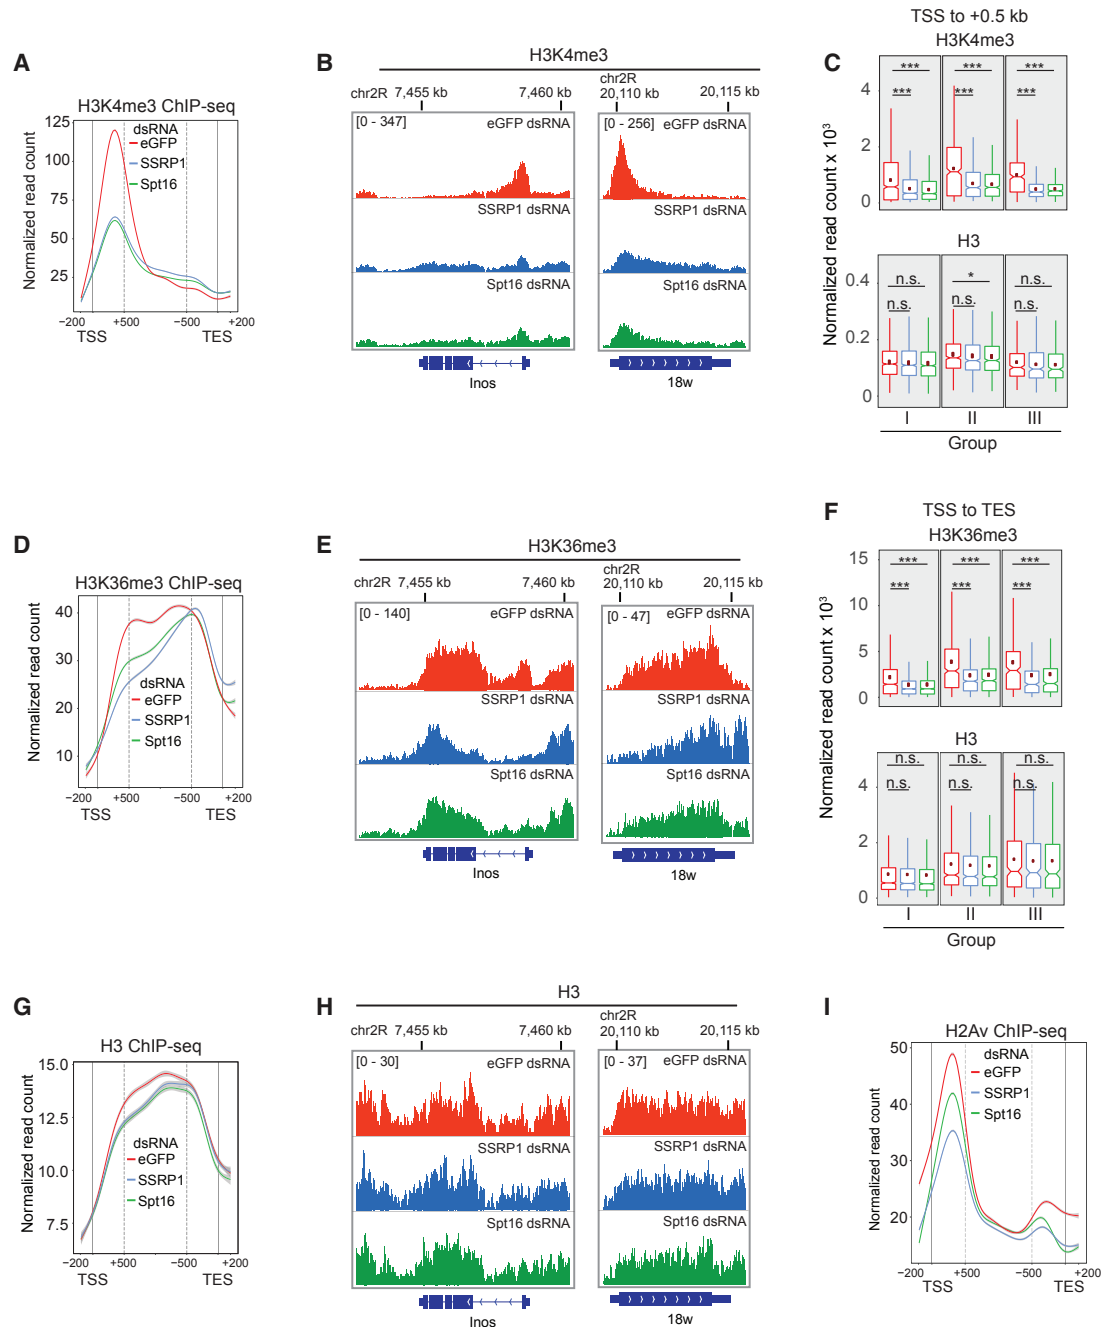 A
H3K4me3 ChIP-seq
Normalized read count
125
100
75
50
25
dsRNA
eGFP
SSRP1
Spt16
−200
+500
−500
+200
TSS
TES
B
H3K4me3
chr2R
7,455 kb
7,460 kb
chr2R
20,110 kb
20,115 kb
[0 - 347]
eGFP dsRNA
[0 - 256]
eGFP dsRNA
SSRP1 dsRNA
SSRP1 dsRNA
Spt16 dsRNA
Spt16 dsRNA
Inos
18w
C
TSS to +0.5 kb
H3K4me3
Normalized read count x 10³
4
2
0
***
***
***
***
***
***
H3
0.4
0.2
0
n.s.
n.s.
*
n.s.
n.s.
n.s.
I
II
III
Group
D
H3K36me3 ChIP-seq
Normalized read count
40
30
20
10
dsRNA
eGFP
SSRP1
Spt16
−200
+500
−500
+200
TSS
TES
E
H3K36me3
chr2R
7,455 kb
7,460 kb
chr2R
20,110 kb
20,115 kb
[0 - 140]
eGFP dsRNA
[0 - 47]
eGFP dsRNA
SSRP1 dsRNA
SSRP1 dsRNA
Spt16 dsRNA
Spt16 dsRNA
Inos
18w
F
TSS to TES
H3K36me3
Normalized read count x 10³
15
10
5
0
***
***
***
***
***
***
H3
4
2
0
n.s.
n.s.
n.s.
n.s.
n.s.
n.s.
I
II
III
Group
G
H3 ChIP-seq
Normalized read count
15.0
12.5
10.0
7.5
dsRNA
eGFP
SSRP1
Spt16
−200
+500
−500
+200
TSS
TES
H
H3
chr2R
7,455 kb
7,460 kb
chr2R
20,110 kb
20,115 kb
[0 - 30]
eGFP dsRNA
[0 - 37]
eGFP dsRNA
SSRP1 dsRNA
SSRP1 dsRNA
Spt16 dsRNA
Spt16 dsRNA
Inos
18w
I
H2Av ChIP-seq
Normalized read count
50
40
30
20
dsRNA
eGFP
SSRP1
Spt16
−200
+500
−500
+200
TSS
TES